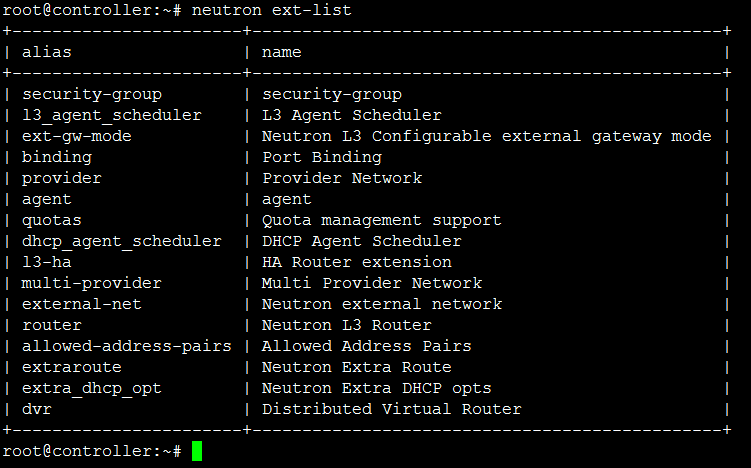 root@controller:~# neutron ext-list
+-----------------------+-----------------------------------------------+
| alias                 | name                                          |
+-----------------------+-----------------------------------------------+
| security-group        | security-group                                |
| l3_agent_scheduler    | L3 Agent Scheduler                            |
| ext-gw-mode           | Neutron L3 Configurable external gateway mode |
| binding               | Port Binding                                  |
| provider              | Provider Network                              |
| agent                 | agent                                         |
| quotas                | Quota management support                      |
| dhcp_agent_scheduler  | DHCP Agent Scheduler                          |
| l3-ha                 | HA Router extension                           |
| multi-provider        | Multi Provider Network                        |
| external-net          | Neutron external network                      |
| router                | Neutron L3 Router                             |
| allowed-address-pairs | Allowed Address Pairs                         |
| extraroute            | Neutron Extra Route                           |
| extra_dhcp_opt        | Neutron Extra DHCP opts                       |
| dvr                   | Distributed Virtual Router                    |
+-----------------------+-----------------------------------------------+
root@controller:~#